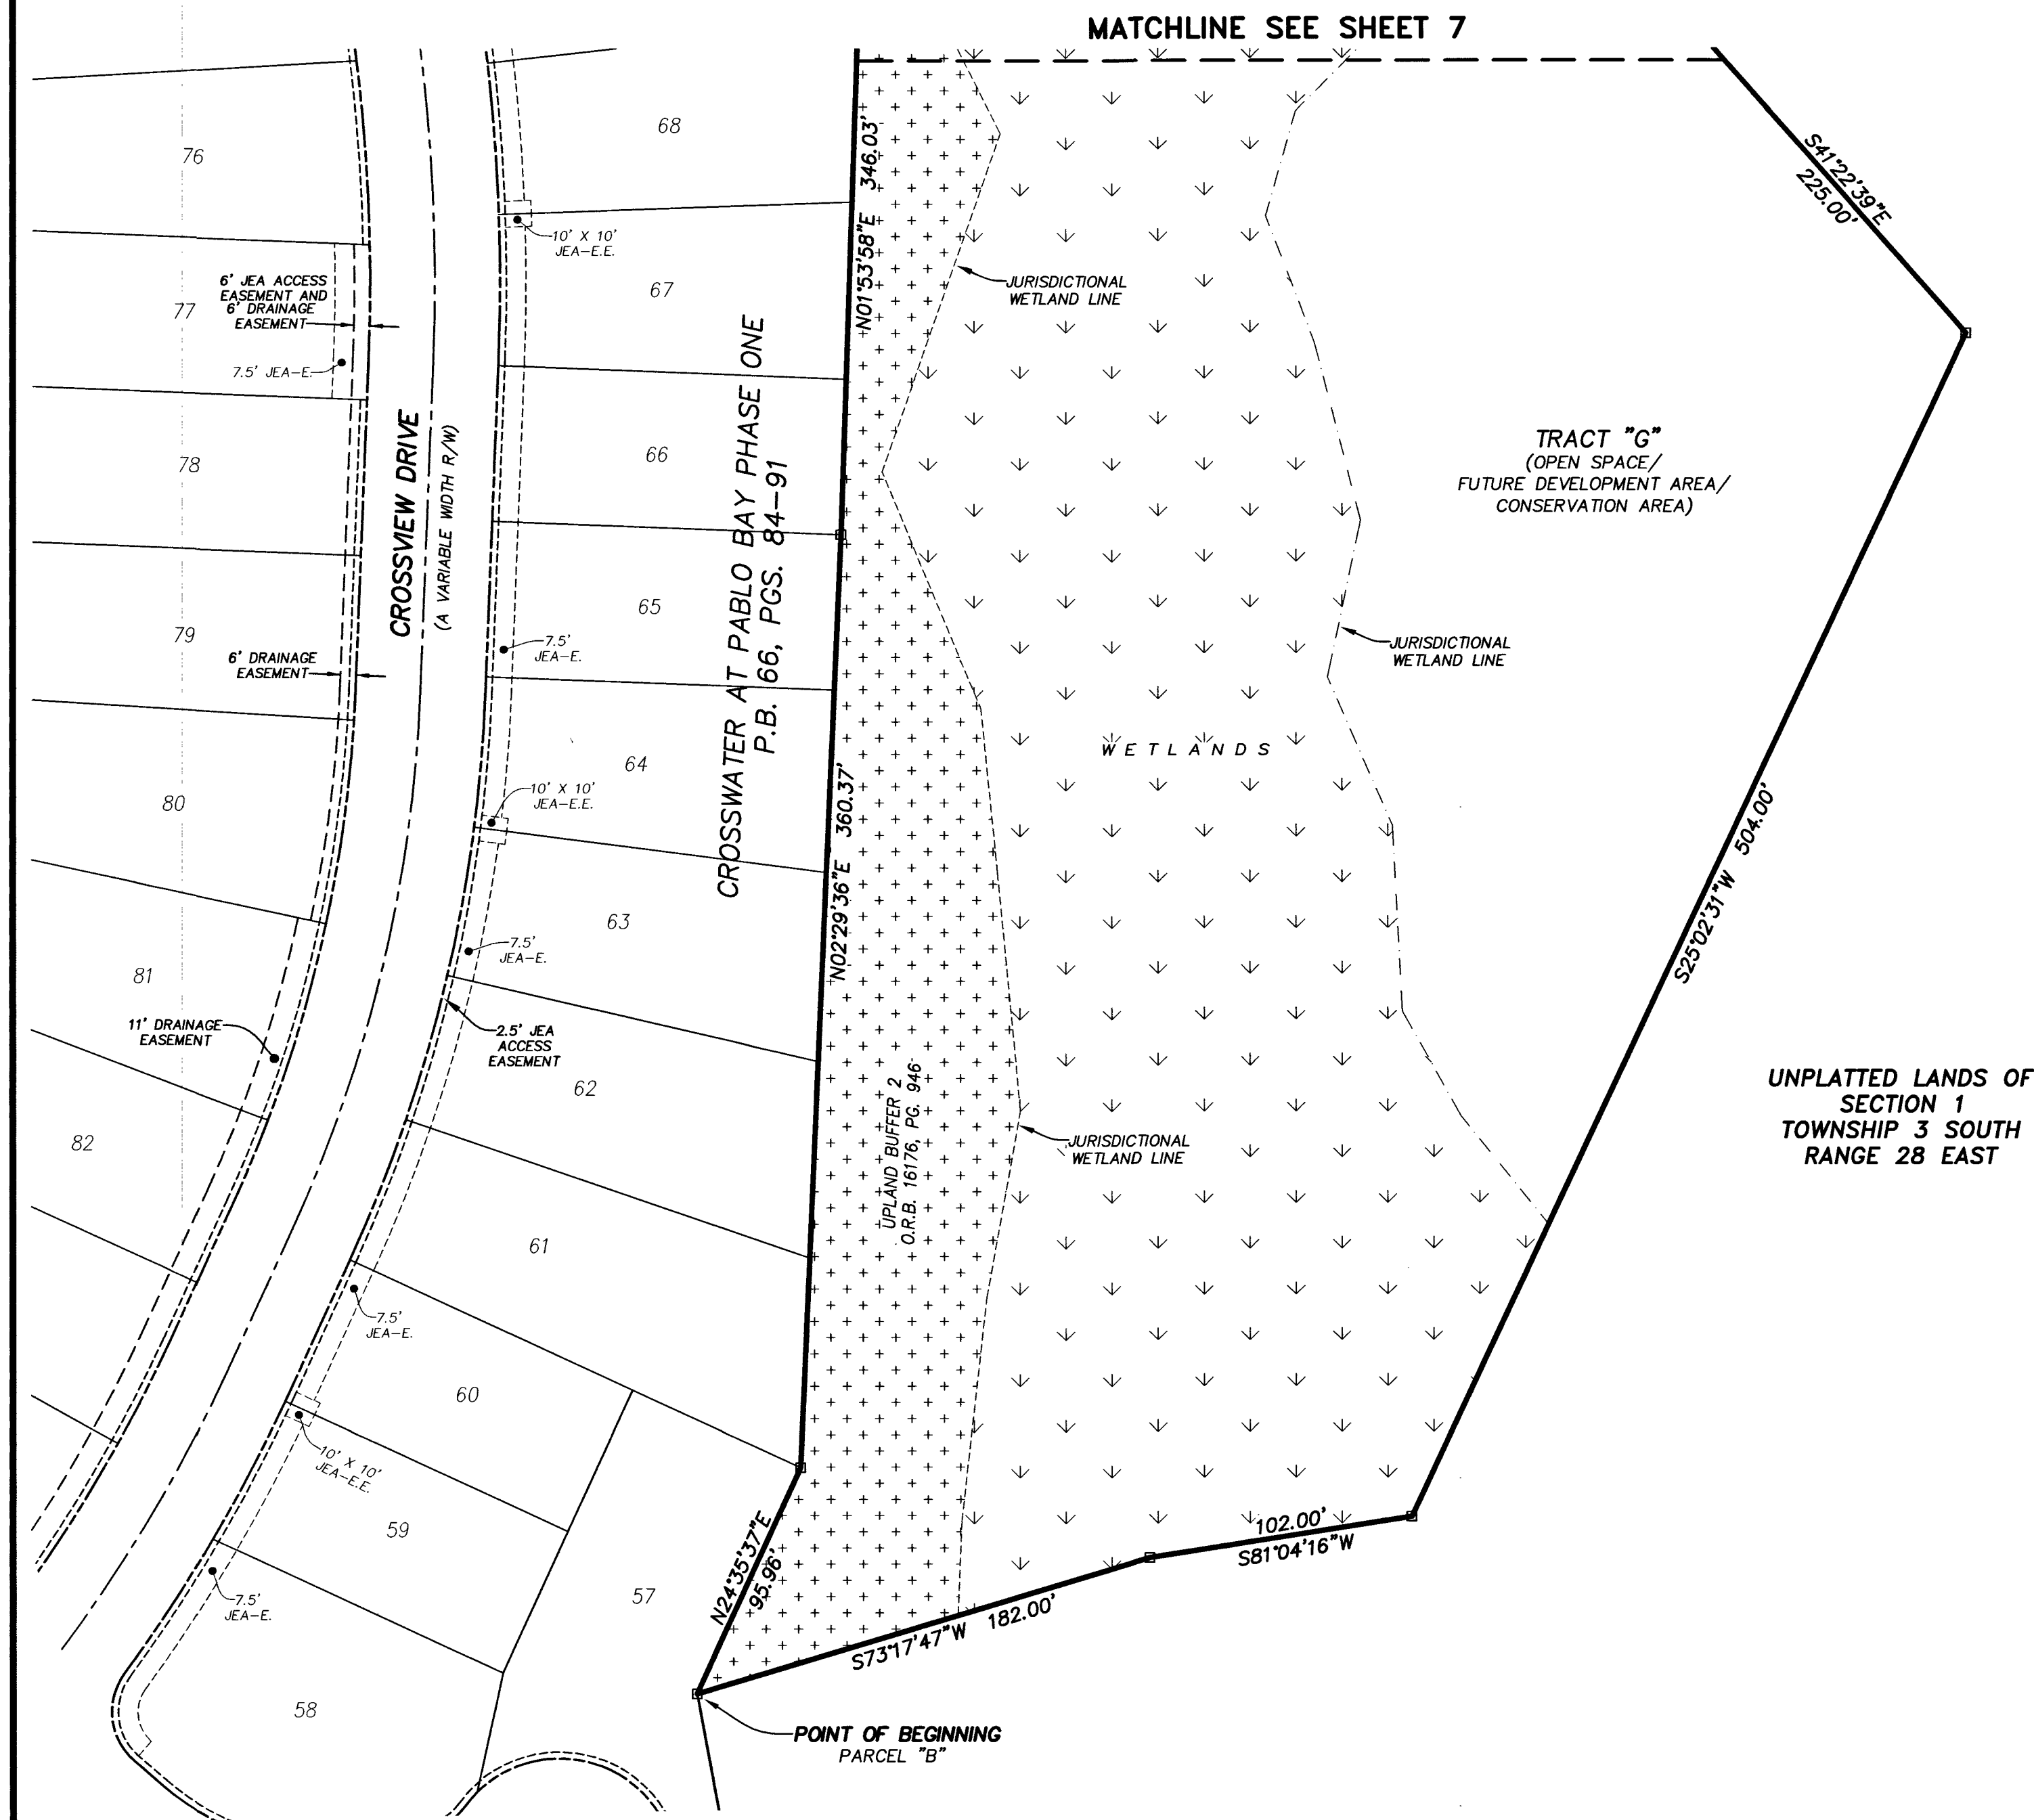 MATCHLINE SEE SHEET 7
76
77
78
79
80
81
82
68
67
66
65
64
63
62
61
60
59
58
57
10' X 10'
JEA-E.E.
6' JEA ACCESS
EASEMENT AND
6' DRAINAGE
EASEMENT
7.5' JEA-E.
CROSSVIEW DRIVE
(A VARIABLE WIDTH R/W)
6' DRAINAGE
EASEMENT
7.5'
JEA-E.
10' X 10'
JEA-E.E.
7.5'
JEA-E.
11' DRAINAGE
EASEMENT
2.5' JEA
ACCESS
EASEMENT
7.5'
JEA-E.
10' X 10'
JEA-E.E.
7.5'
JEA-E.
CROSSWATER AT PABLO BAY PHASE ONE
P.B. 66, PGS. 84-91
N01°53'58"E 346.03'
N02°29'36"E 360.37'
N24°35'37"E
95.96'
JURISDICTIONAL
WETLAND LINE
UPLAND BUFFER 2
O.R.B. 16176, PG. 946
JURISDICTIONAL
WETLAND LINE
WETLANDS
JURISDICTIONAL
WETLAND LINE
TRACT "G"
(OPEN SPACE/
FUTURE DEVELOPMENT AREA/
CONSERVATION AREA)
S41°22'39"E
225.00'
S25°02'31"W 504.00'
102.00'
S81°04'16"W
182.00'
S73°17'47"W
UNPLATTED LANDS OF
SECTION 1
TOWNSHIP 3 SOUTH
RANGE 28 EAST
POINT OF BEGINNING
PARCEL "B"